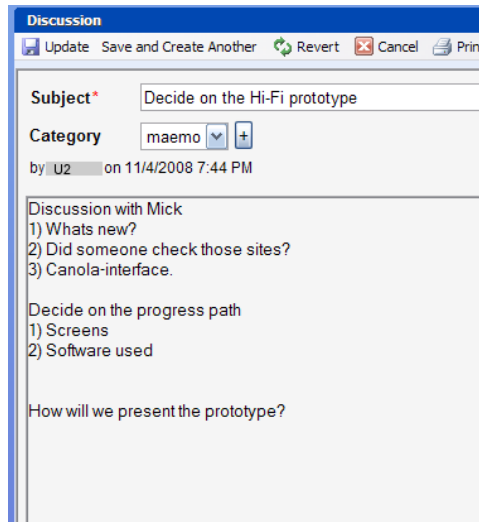 Discussion
Update Save and Create Another Revert Cancel Prin
Subject* Decide on the Hi-Fi prototype
Category maemo +
by U2 on 11/4/2008 7:44 PM
Discussion with Mick
1) Whats new?
2) Did someone check those sites?
3) Canola-interface.
Decide on the progress path
1) Screens
2) Software used
How will we present the prototype?